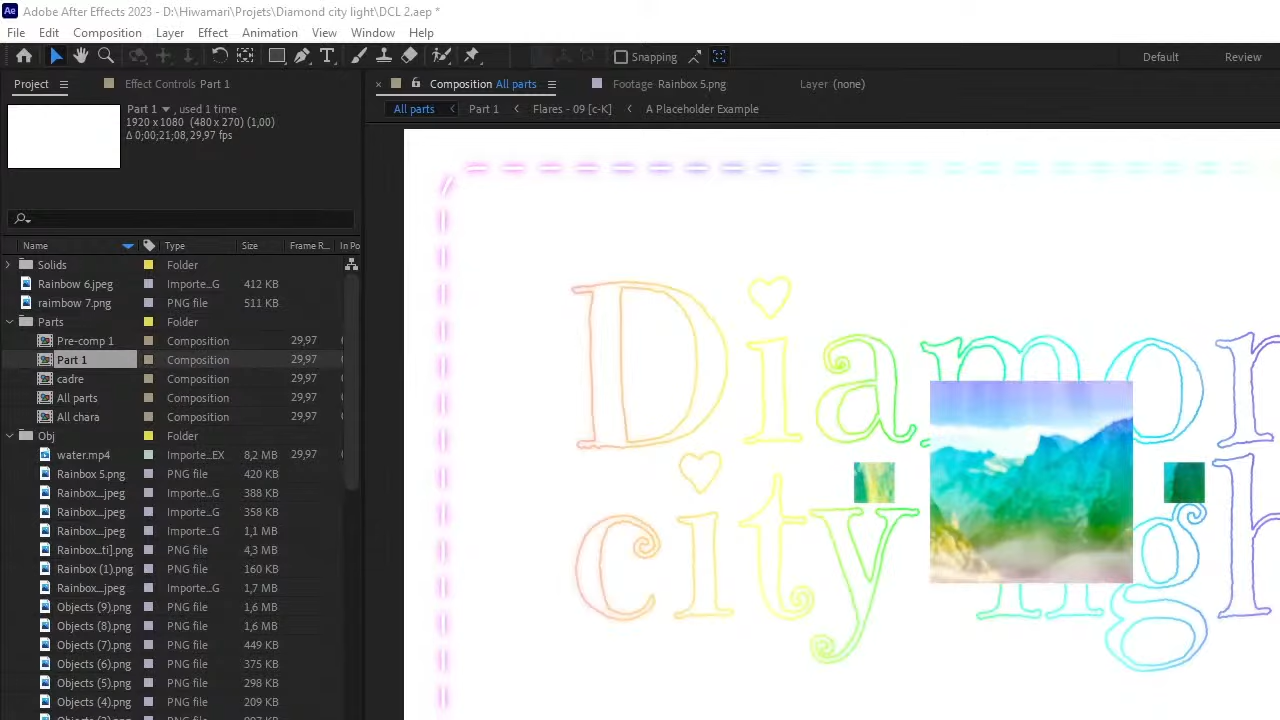 Ae Adobe After Effects 2023 - D:\Hiwamari\Projets\Diamond city light\DCL 2.aep *
File Edit Composition Layer Effect Animation View Window Help
Snapping Default Review
Project Effect Controls Part 1 × Composition All parts Footage Rainbox 5.png Layer (none)
Part 1 , used 1 time
1920 x 1080 (480 x 270) (1,00)
Δ 0;00;21;08, 29,97 fps
All parts Part 1 Flares - 09 [c-K] A Placeholder Example
Name Type Size Frame R... In Po
Solids Folder
Rainbow 6.jpeg Importe...G 412 KB
raimbow 7.png PNG file 511 KB
Parts Folder
Pre-comp 1 Composition 29,97
Part 1 Composition 29,97
cadre Composition 29,97
All parts Composition 29,97
All chara Composition 29,97
Obj Folder
water.mp4 Importe...EX 8,2 MB 29,97
Rainbox 5.png PNG file 420 KB
Rainbox...jpeg Importe...G 388 KB
Rainbox...jpeg Importe...G 358 KB
Rainbox...jpeg Importe...G 1,1 MB
Rainbox...ti].png PNG file 4,3 MB
Rainbox (1).png PNG file 160 KB
Rainbox...jpeg Importe...G 1,7 MB
Objects (9).png PNG file 1,6 MB
Objects (8).png PNG file 1,6 MB
Objects (7).png PNG file 449 KB
Objects (6).png PNG file 375 KB
Objects (5).png PNG file 298 KB
Objects (4).png PNG file 209 KB
Diamon
city ligh